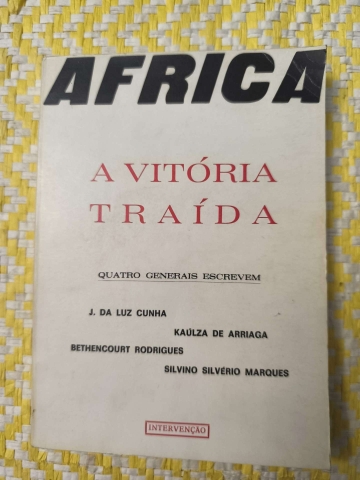 AFRICA
A VITÓRIA
TRAÍDA
QUATRO GENERAIS ESCREVEM
J. DA LUZ CUNHA
KAÚLZA DE ARRIAGA
BETHENCOURT RODRIGUES
SILVINO SILVÉRIO MARQUES
INTERVENÇÃO